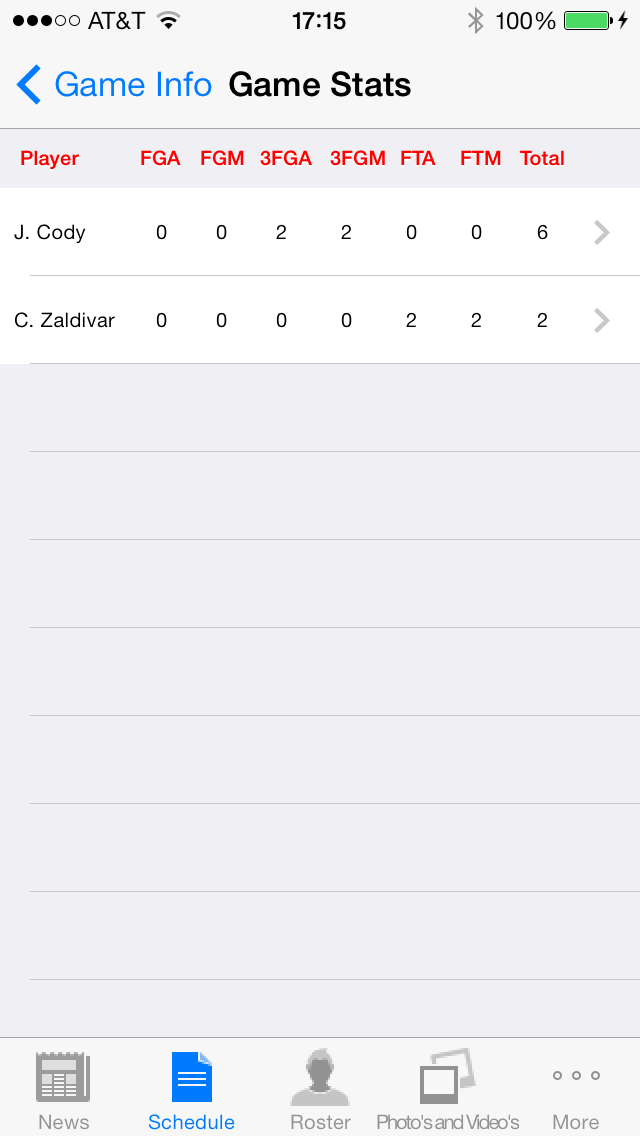 AT&T 17:15 100%
Game Info Game Stats
Player FGA FGM 3FGA 3FGM FTA FTM Total
J. Cody 0 0 2 2 0 0 6
C. Zaldivar 0 0 0 0 2 2 2
News Schedule Roster Photo's and Video's More